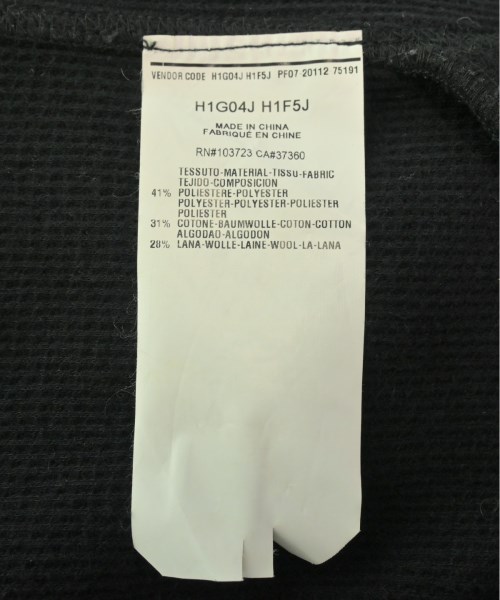 VENDOR CODE H1G04J H1F5J PF07 20112 75191
H1G04J H1F5J
MADE IN CHINA
FABRIQUÉ EN CHINE
RN#103723 CA#37360
TESSUTO-MATERIAL-TISSU-FABRIC
TEJIDO-COMPOSICION
41% POLIESTERE-POLYESTER
POLYESTER-POLYESTER-POLIESTER
POLIESTER
31% COTONE-BAUMWOLLE-COTON-COTTON
ALGODAO-ALGODON
28% LANA-WOLLE-LAINE-WOOL-LA-LANA